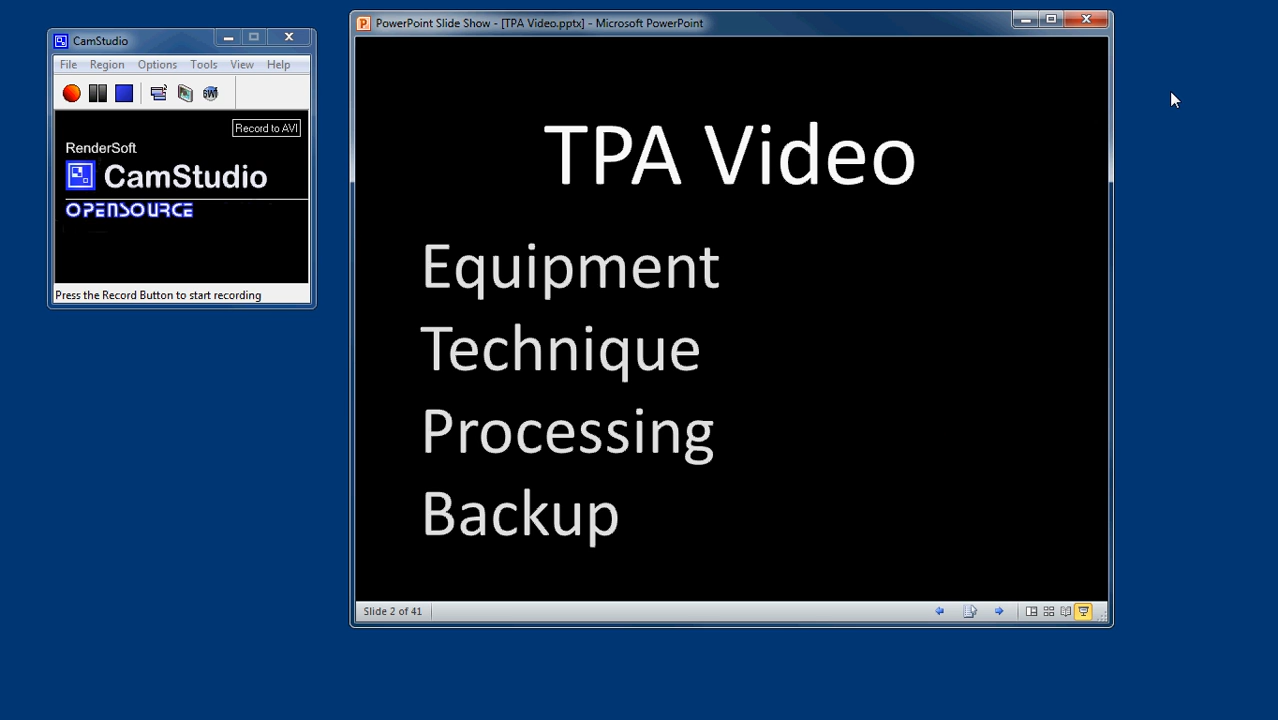 CamStudio
File Region Options Tools View Help
Record to AVI
RenderSoft
CamStudio
OPENSOURCE
Press the Record Button to start recording
PowerPoint Slide Show - [TPA Video.pptx] - Microsoft PowerPoint
TPA Video
Equipment
Technique
Processing
Backup
Slide 2 of 41